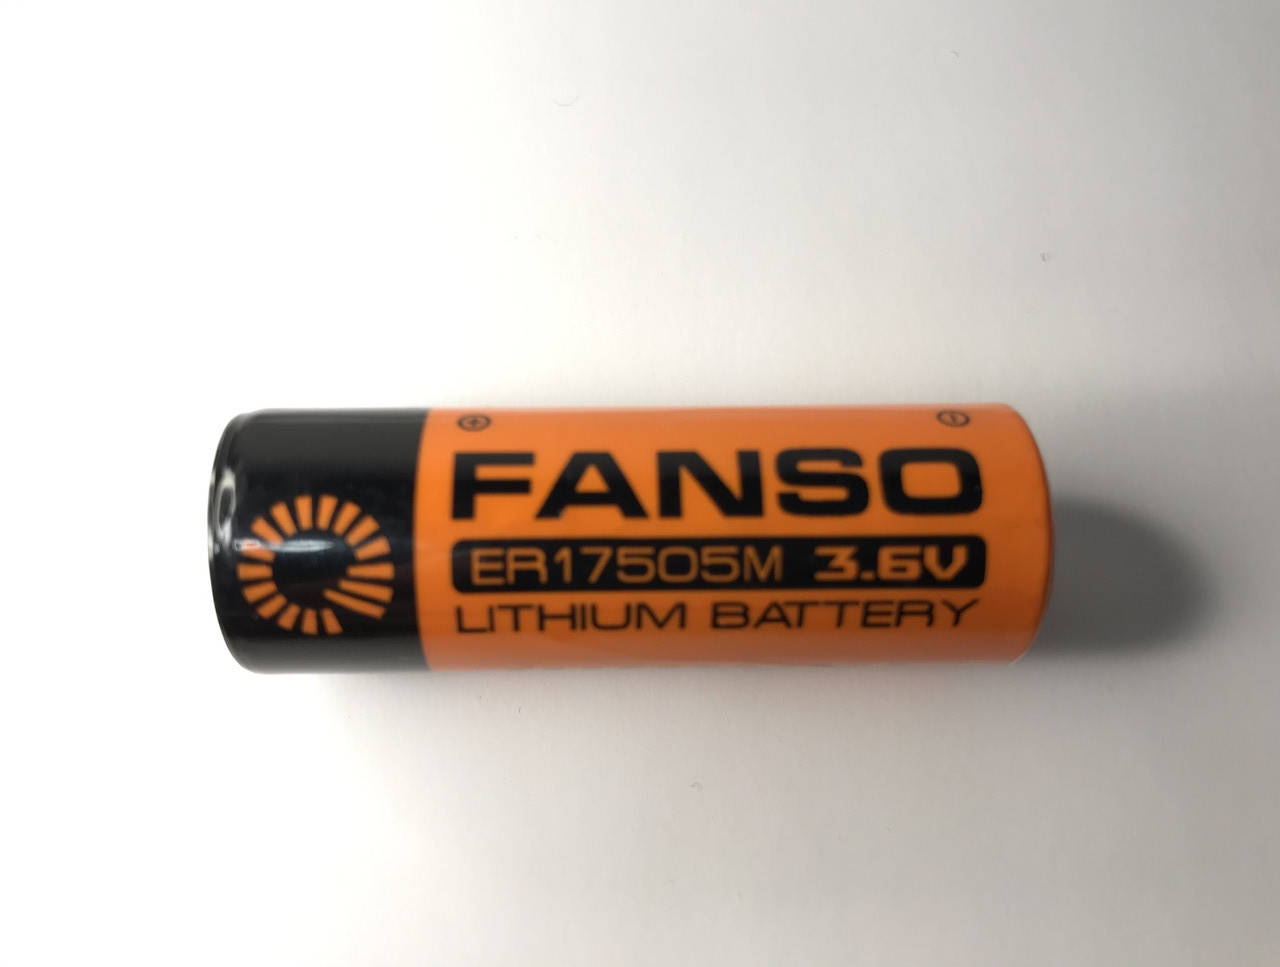 + -
FANSO
ER17505M 3.6V
LITHIUM BATTERY